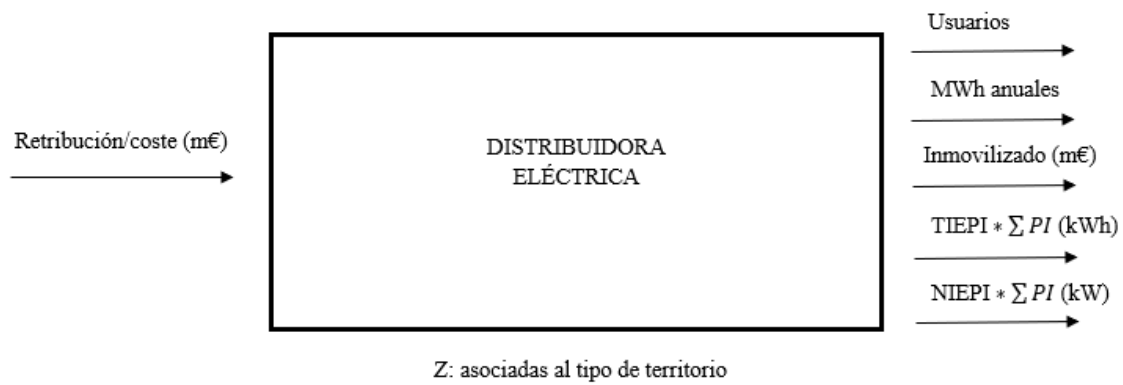 Usuarios
MWh anuales
Retribución/coste (m€)
Inmovilizado (m€)
DISTRIBUIDORA
ELÉCTRICA
TIEPI ∗ ∑ PI (kWh)
NIEPI ∗ ∑ PI (kW)
Z: asociadas al tipo de territorio